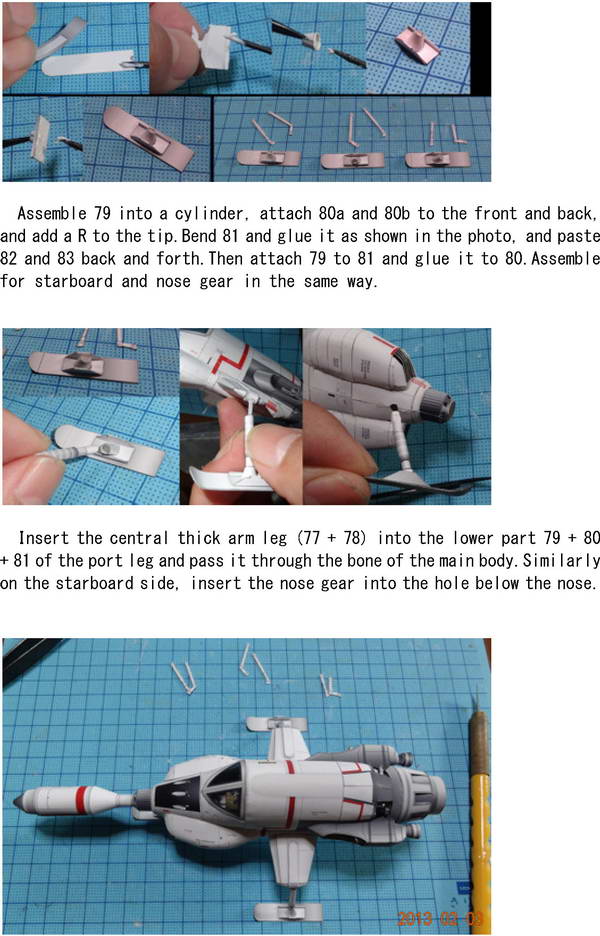 Assemble 79 into a cylinder, attach 80a and 80b to the front and back,
and add a R to the tip.Bend 81 and glue it as shown in the photo, and paste
82 and 83 back and forth.Then attach 79 to 81 and glue it to 80.Assemble
for starboard and nose gear in the same way.
Insert the central thick arm leg (77 + 78) into the lower part 79 + 80
+ 81 of the port leg and pass it through the bone of the main body.Similarly
on the starboard side, insert the nose gear into the hole below the nose.
2013 02 09